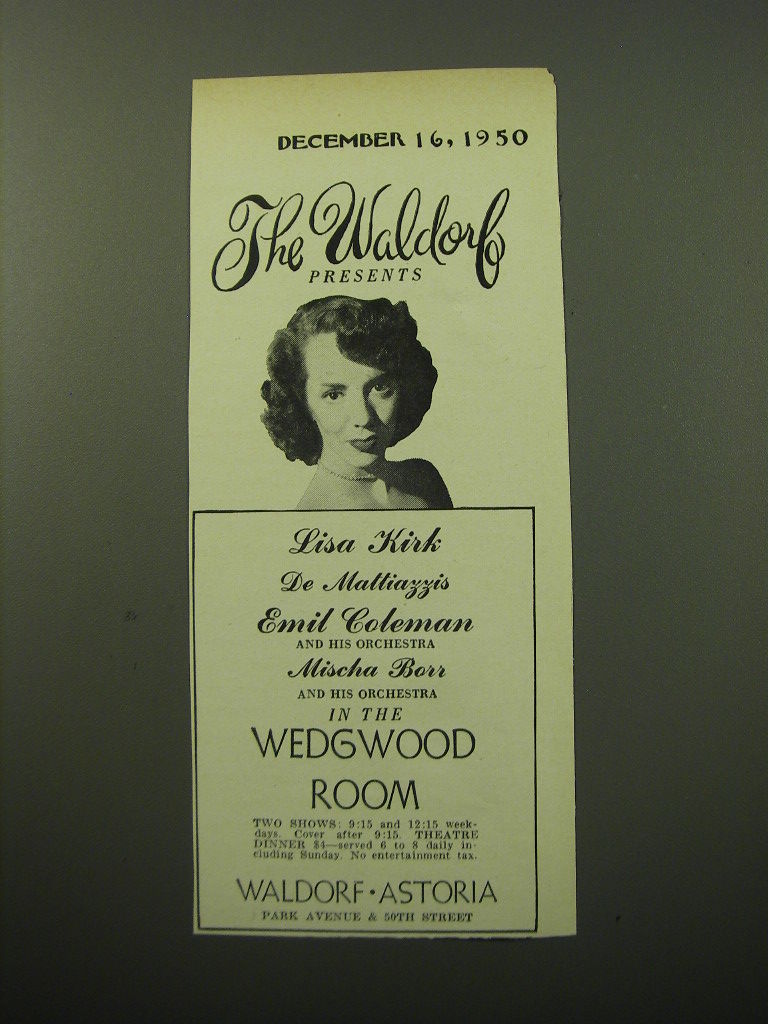 DECEMBER 16, 1950
The Waldorf
PRESENTS
Lisa Kirk
De Mattiazzis
Emil Coleman
AND HIS ORCHESTRA
Mischa Borr
AND HIS ORCHESTRA
IN THE
WEDGWOOD
ROOM
TWO SHOWS: 9:15 and 12:15 week-
days. Cover after 9:15. THEATRE
DINNER $4—served 6 to 8 daily in-
cluding Sunday. No entertainment tax.
WALDORF·ASTORIA
PARK AVENUE & 50TH STREET